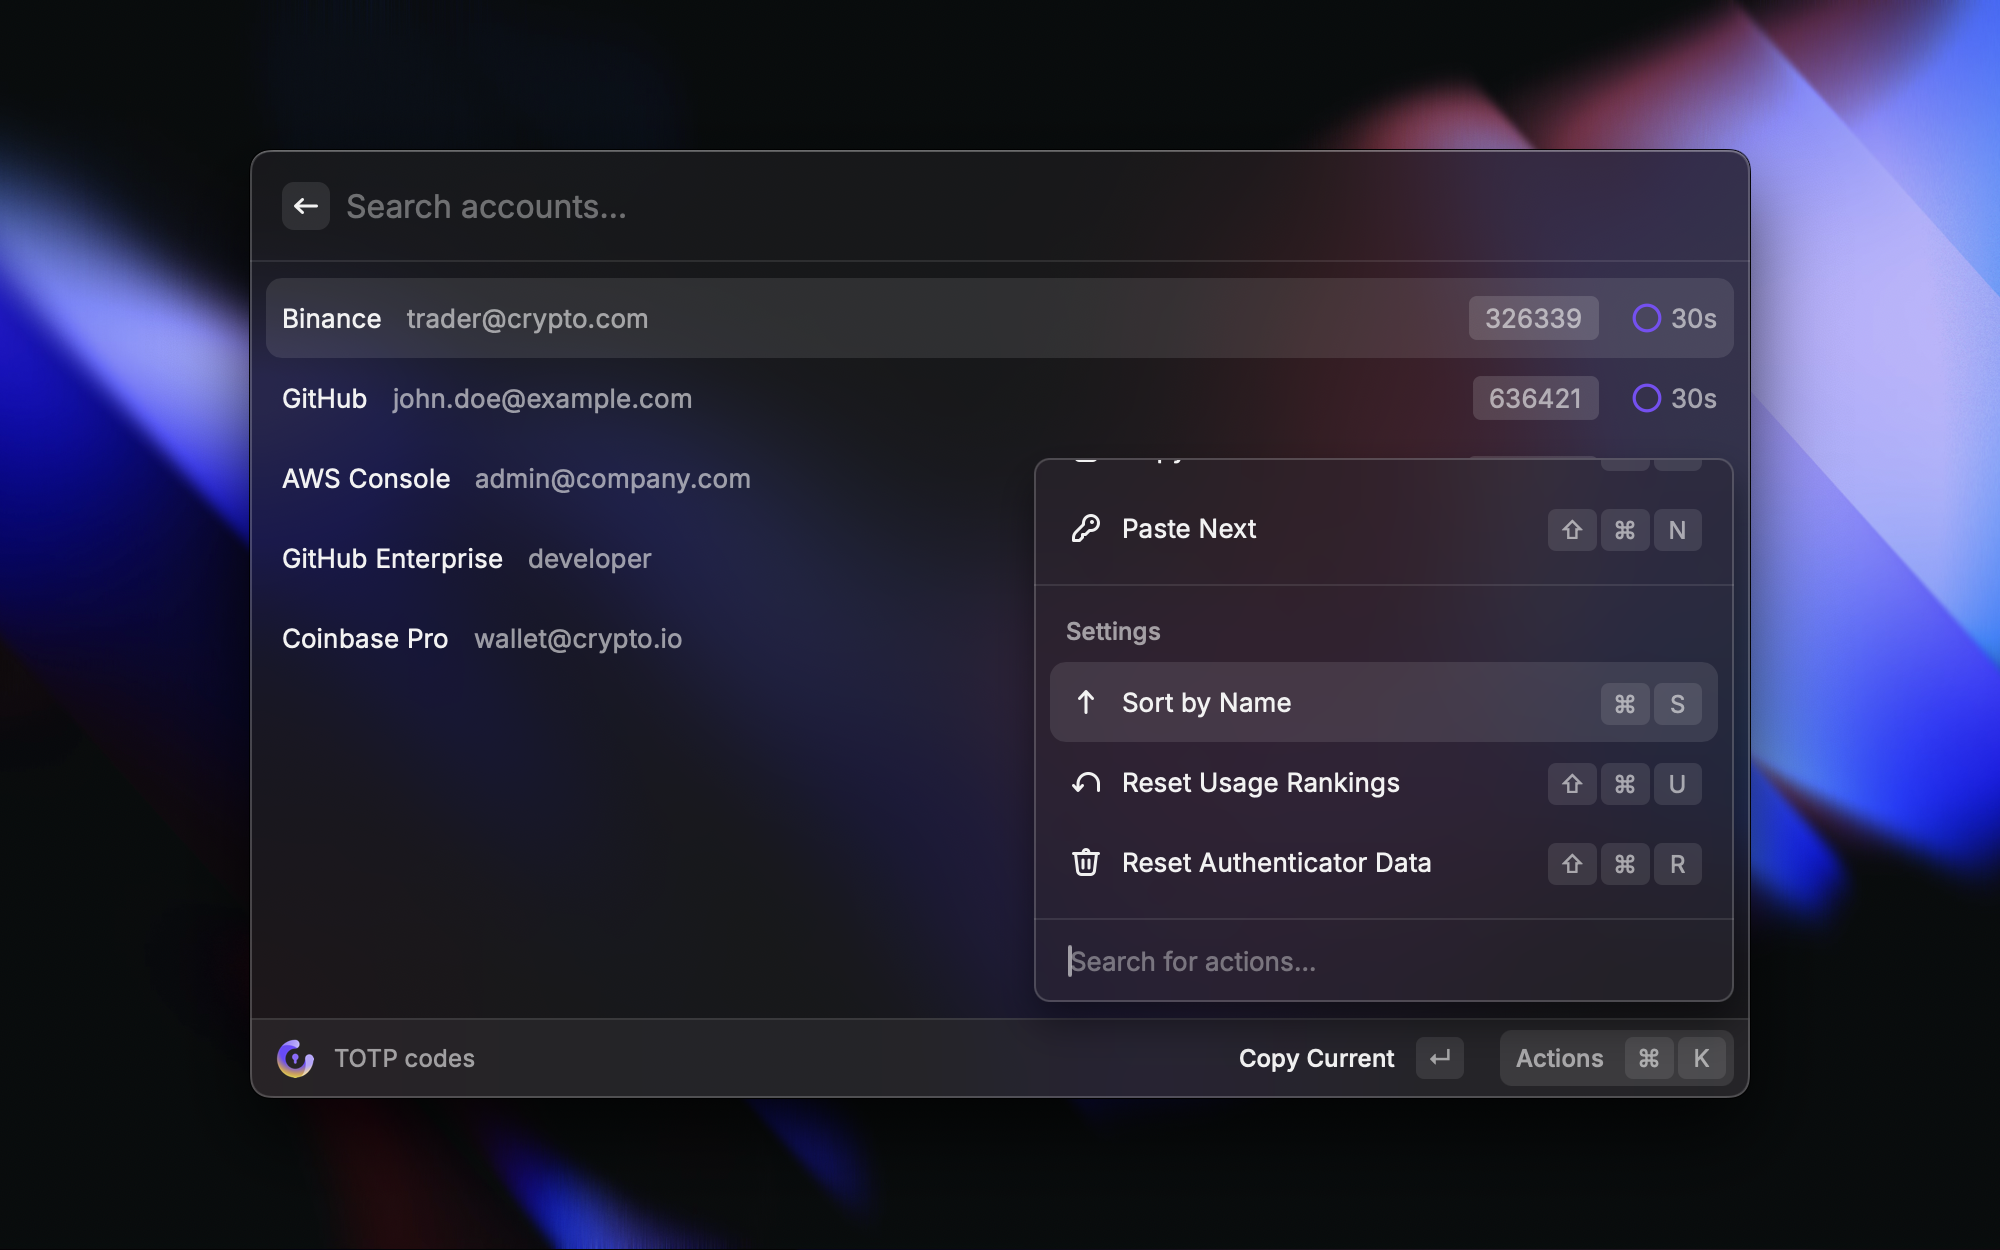 Search accounts...
Binance trader@crypto.com 326339 30s
GitHub john.doe@example.com 636421 30s
AWS Console admin@company.com
GitHub Enterprise developer
Coinbase Pro wallet@crypto.io
Paste Next ⇧ ⌘ N
Settings
Sort by Name ⌘ S
Reset Usage Rankings ⇧ ⌘ U
Reset Authenticator Data ⇧ ⌘ R
Search for actions...
TOTP codes Copy Current ↵ Actions ⌘ K